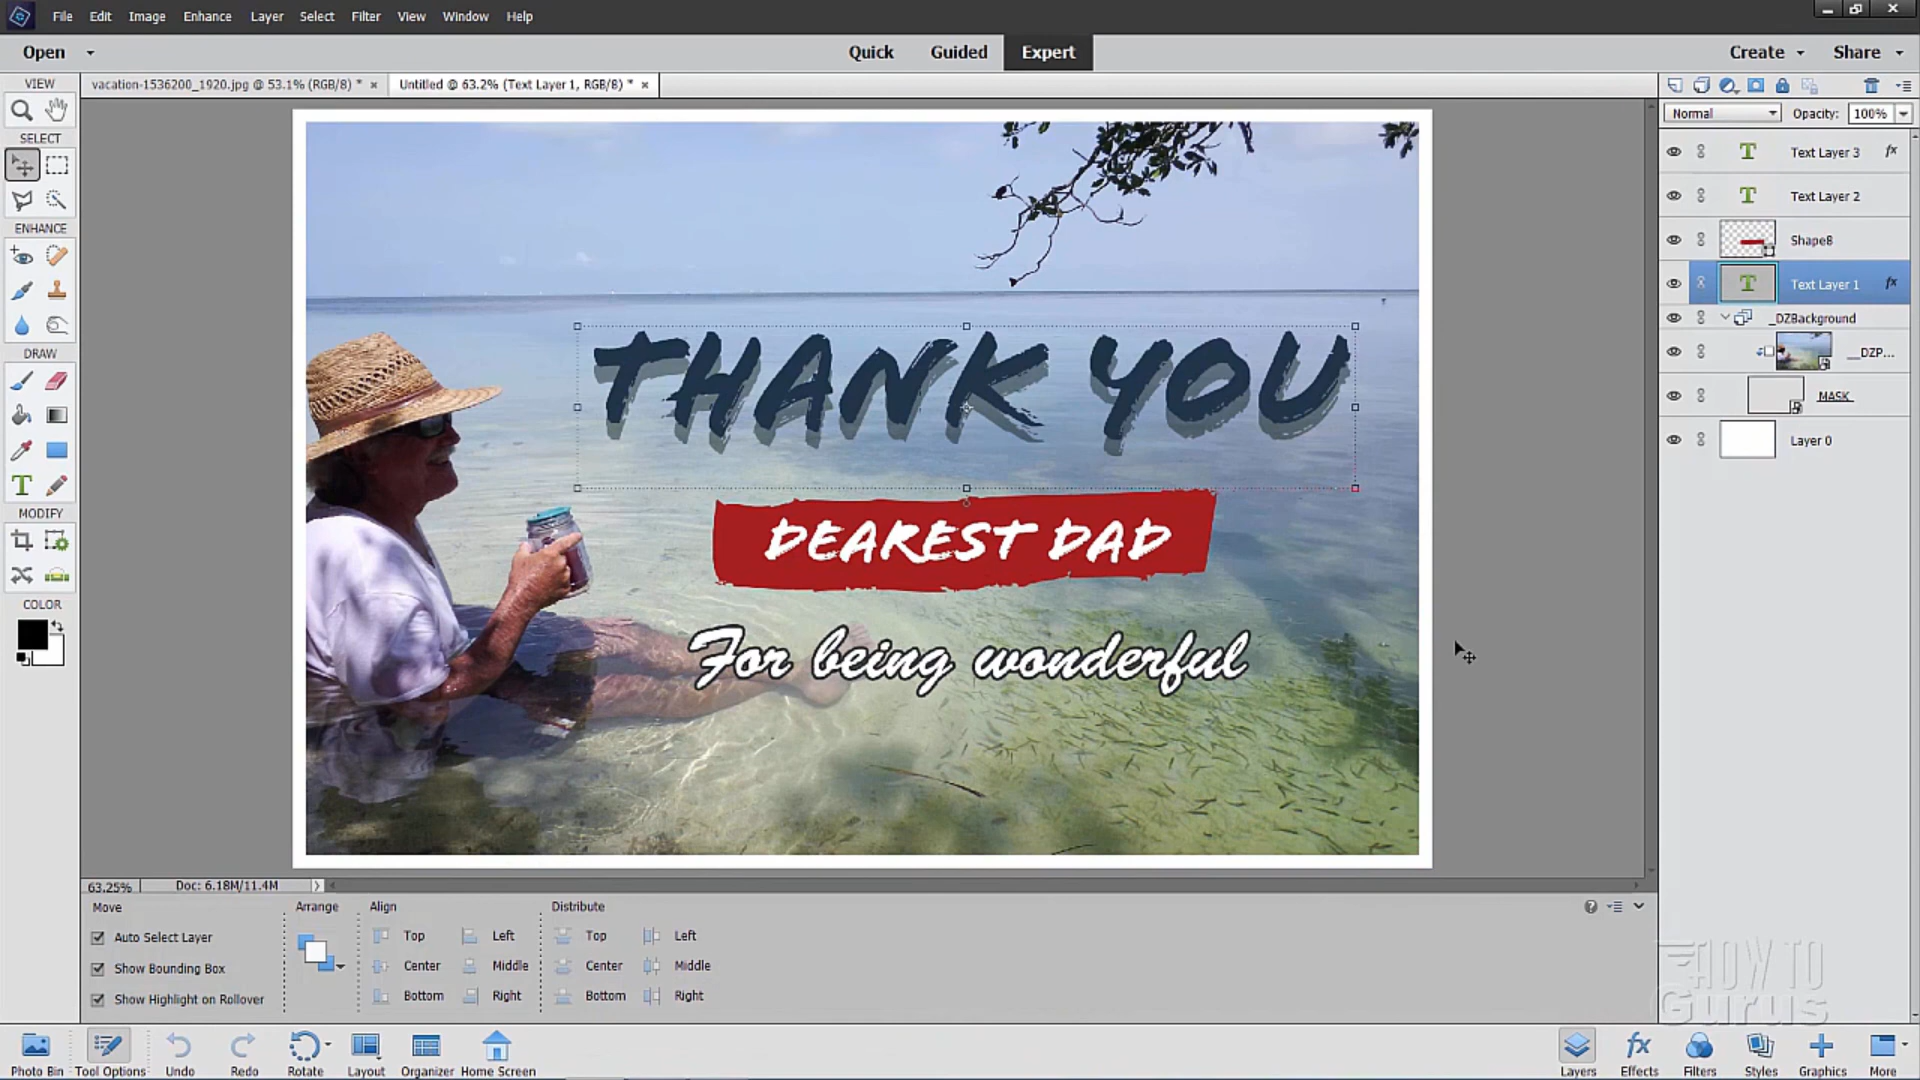 File Edit Image Enhance Layer Select Filter View Window Help
Open Quick Guided Expert Create Share
VIEW
vacation-1536200_1920.jpg @ 53.1% (RGB/8) * × Untitled @ 63.2% (Text Layer 1, RGB/8) * ×
Normal Opacity: 100%
SELECT
Text Layer 3 fx
Text Layer 2
ENHANCE
Shape8
Text Layer 1 fx
_DZBackground
DRAW
__DZP...
MASK
Layer 0
T
MODIFY
COLOR
THANK YOU
DEAREST DAD
For being wonderful
63.25% Doc: 6.18M/11.4M
Move Arrange Align Distribute
Auto Select Layer Top Left Top Left
Show Bounding Box Center Middle Center Middle
Show Highlight on Rollover Bottom Right Bottom Right
HOW TO
Gurus
Photo Bin Tool Options Undo Redo Rotate Layout Organizer Home Screen Layers Effects Filters Styles Graphics More